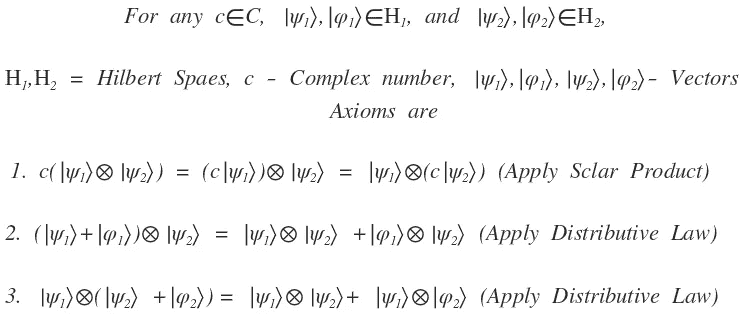 For any c∈C, |ψ₁⟩,|φ₁⟩∈H₁, and |ψ₂⟩,|φ₂⟩∈H₂,
H₁,H₂ = Hilbert Spaes, c – Complex number, |ψ₁⟩,|φ₁⟩,|ψ₂⟩,|φ₂⟩– Vectors
Axioms are
1. c(|ψ₁⟩⊗|ψ₂⟩) = (c|ψ₁⟩)⊗|ψ₂⟩ = |ψ₁⟩⊗(c|ψ₂⟩) (Apply Sclar Product)
2. (|ψ₁⟩+|φ₁⟩)⊗|ψ₂⟩ = |ψ₁⟩⊗|ψ₂⟩ +|φ₁⟩⊗|ψ₂⟩ (Apply Distributive Law)
3. |ψ₁⟩⊗(|ψ₂⟩ +|φ₂⟩) = |ψ₁⟩⊗|ψ₂⟩+ |ψ₁⟩⊗|φ₂⟩ (Apply Distributive Law)